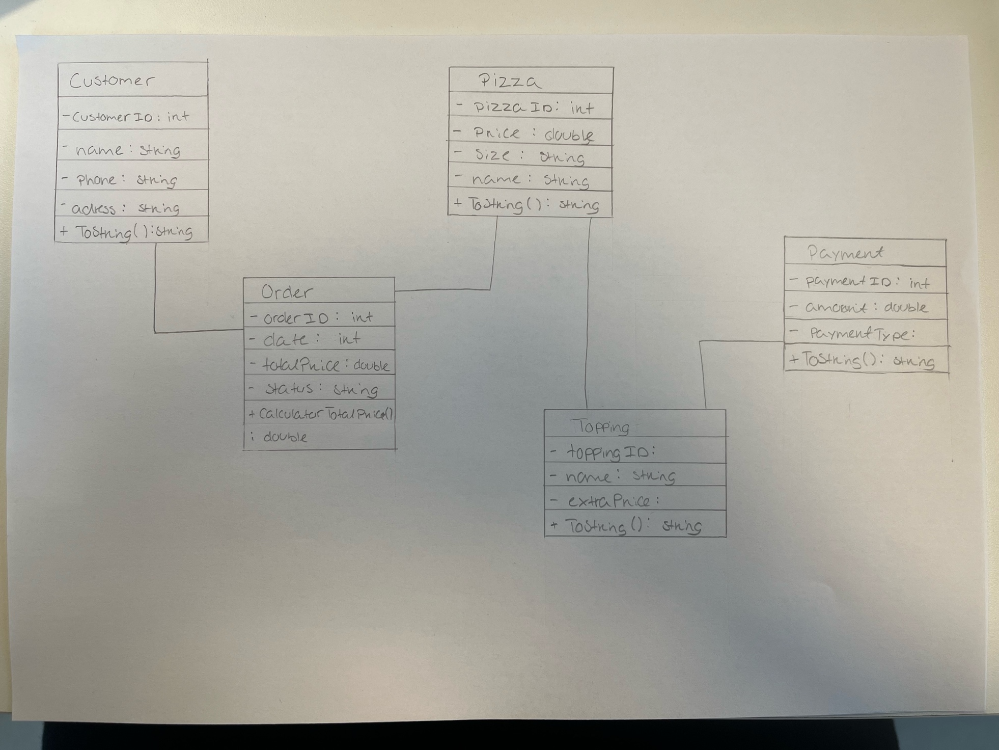 Customer
- CustomerID: int
- name: string
- phone: string
- adress: string
+ ToString():string
Pizza
- pizzaID: int
- Price : double
- size: string
- name: string
+ ToString(): string
Order
- orderID: int
- date: int
- totalPrice: double
- status: string
+ CalculatorTotalPrice()
: double
Payment
- paymentID: int
- amount: double
- PaymentType:
+ ToString(): string
Topping
- toppingID:
- name: string
- extraPrice:
+ ToString(): string